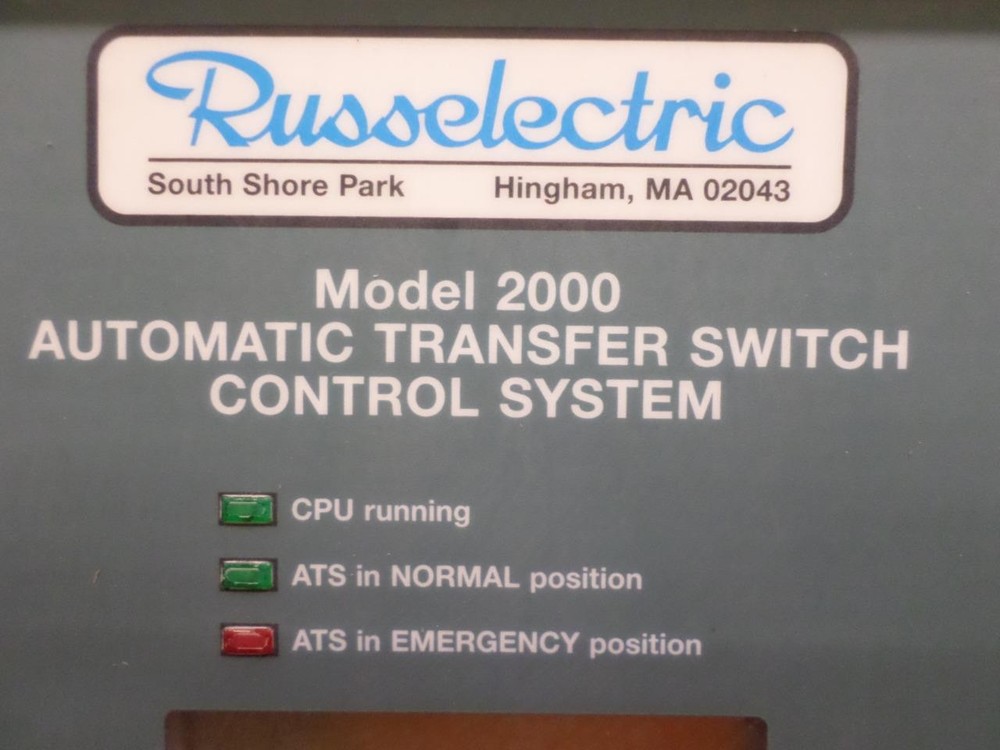 Russelectric
South Shore Park Hingham, MA 02043
Model 2000
AUTOMATIC TRANSFER SWITCH
CONTROL SYSTEM
CPU running
ATS in NORMAL position
ATS in EMERGENCY position